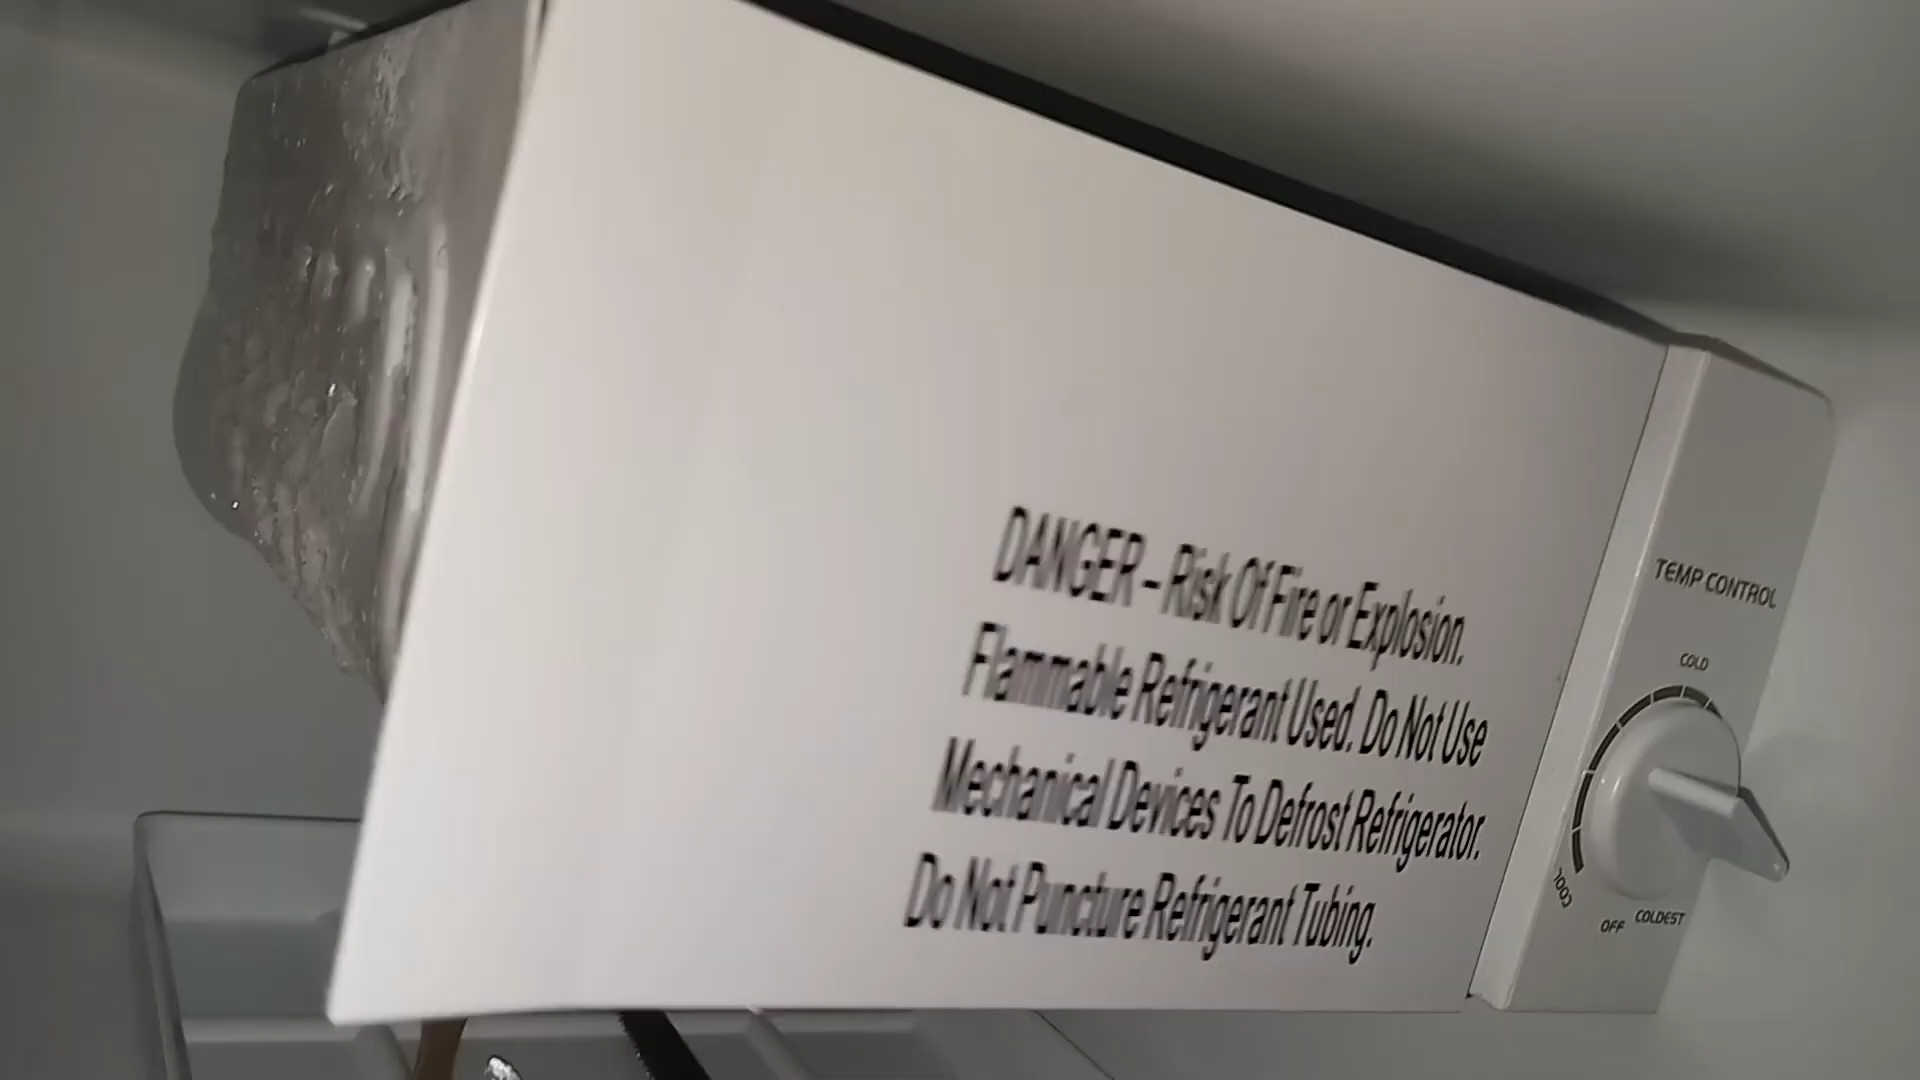 DANGER – Risk Of Fire or Explosion.
Flammable Refrigerant Used. Do Not Use
Mechanical Devices To Defrost Refrigerator.
Do Not Puncture Refrigerant Tubing.
TEMP CONTROL
COLD
COOL
OFF
COLDEST